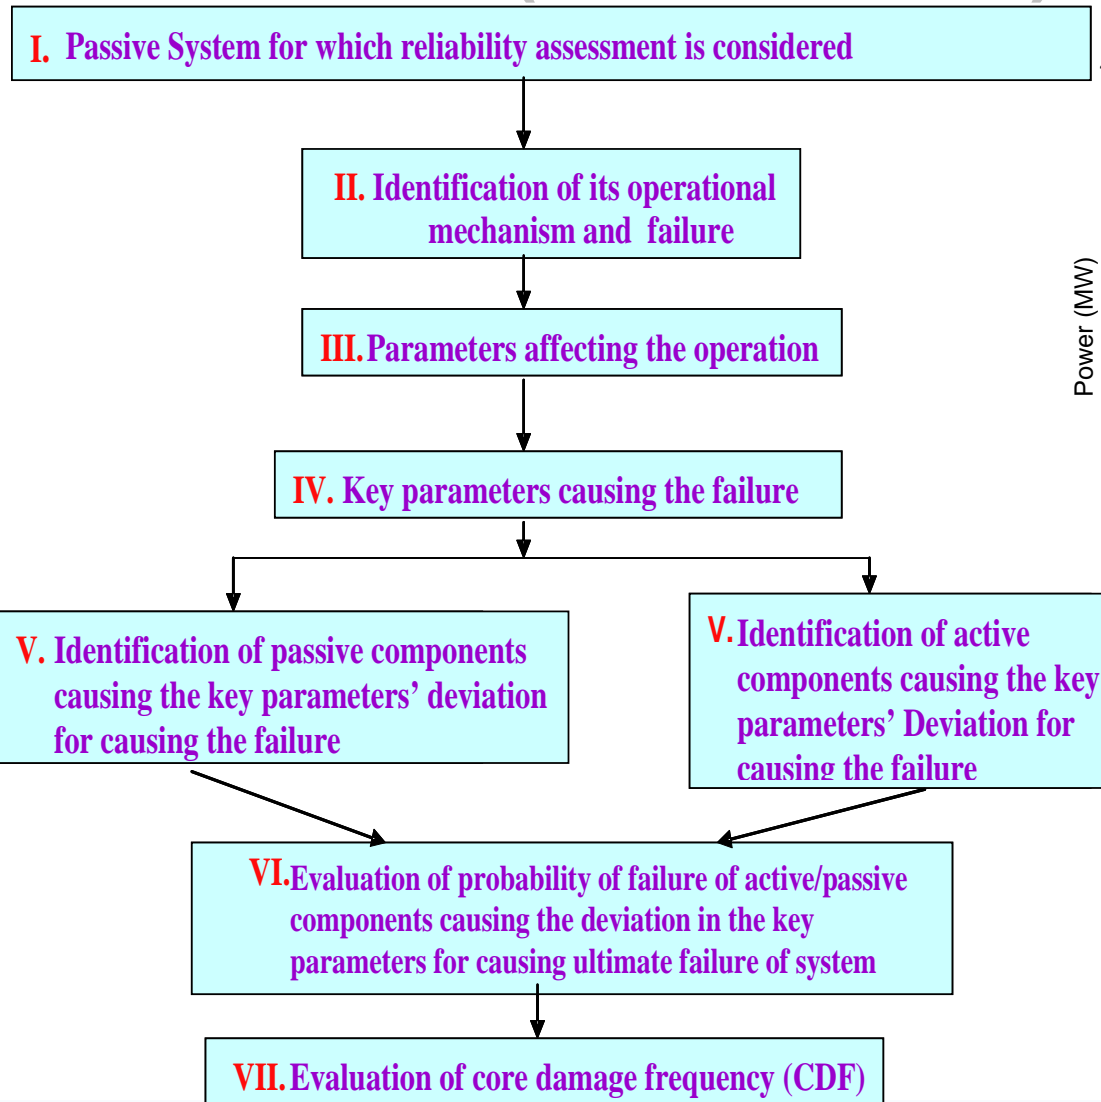 I. Passive System for which reliability assessment is considered
II. Identification of its operational
mechanism and failure
Power (MW)
III. Parameters affecting the operation
IV. Key parameters causing the failure
V. Identification of passive components
causing the key parameters’ deviation
for causing the failure
V. Identification of active
components causing the key
parameters’ Deviation for
causing the failure
VI. Evaluation of probability of failure of active/passive
components causing the deviation in the key
parameters for causing ultimate failure of system
VII. Evaluation of core damage frequency (CDF)